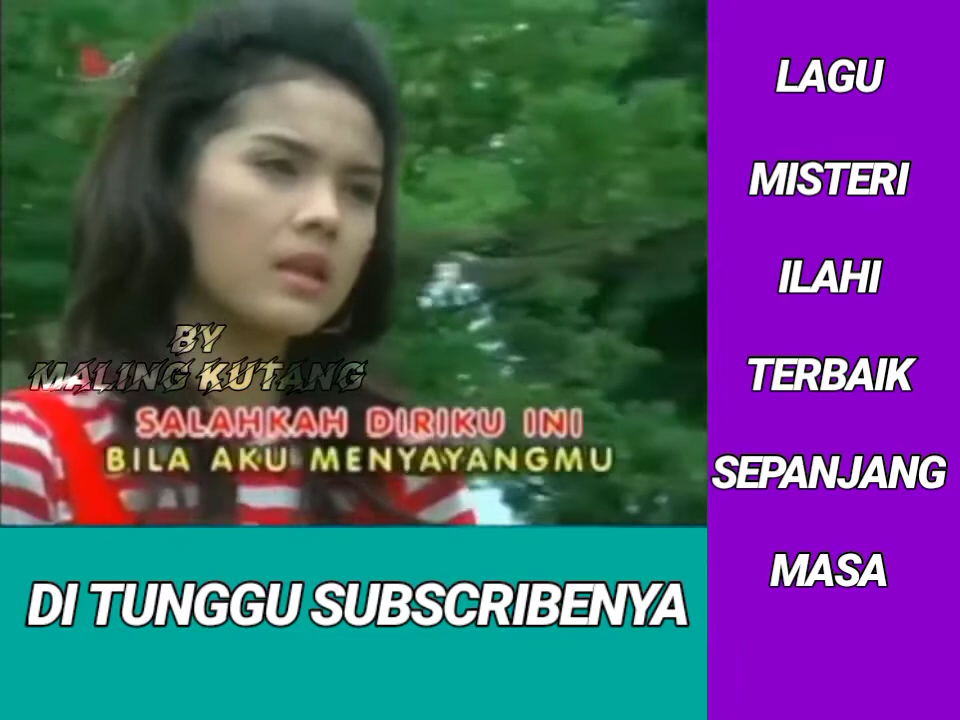 BY
MALING KUTANG
SALAHKAH DIRIKU INI
BILA AKU MENYAYANGMU
DI TUNGGU SUBSCRIBENYA
LAGU
MISTERI
ILAHI
TERBAIK
SEPANJANG
MASA